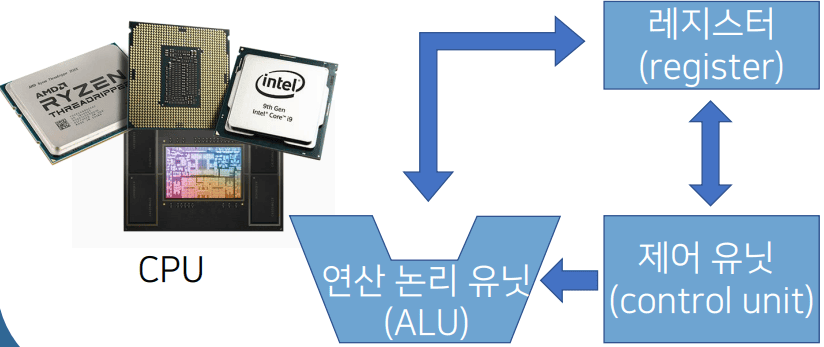 AMD
RYZEN
THREADRIPPER
intel
9th Gen
Intel® Core™ i9
CPU
레지스터
(register)
연산 논리 유닛
(ALU)
제어 유닛
(control unit)